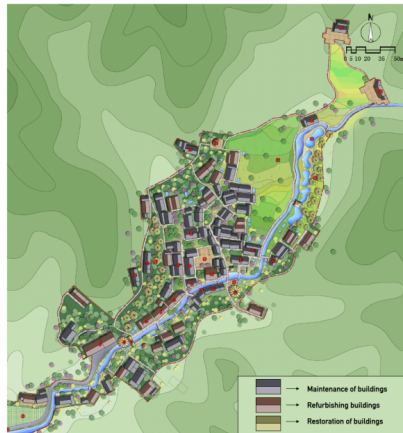 N
0 5 10 20 35 50m
Maintenance of buildings
Refurbishing buildings
Restoration of buildings